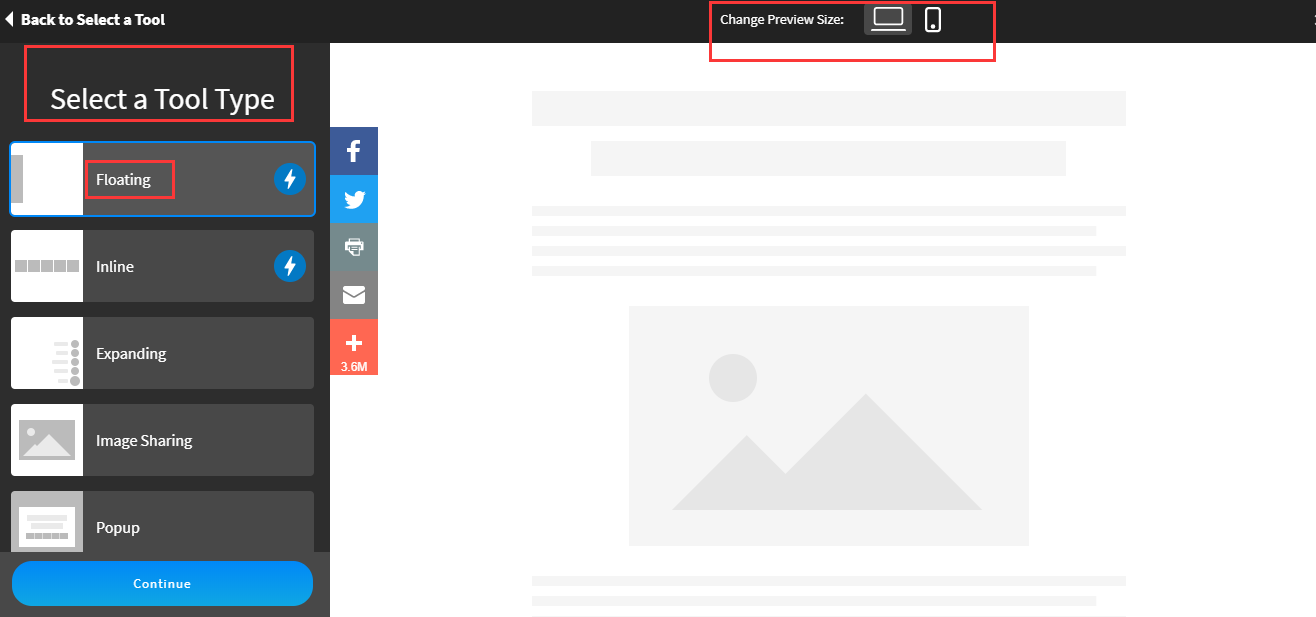 Back to Select a Tool
Change Preview Size:
Select a Tool Type
Floating
Inline
Expanding
Image Sharing
Popup
Continue
3.6M